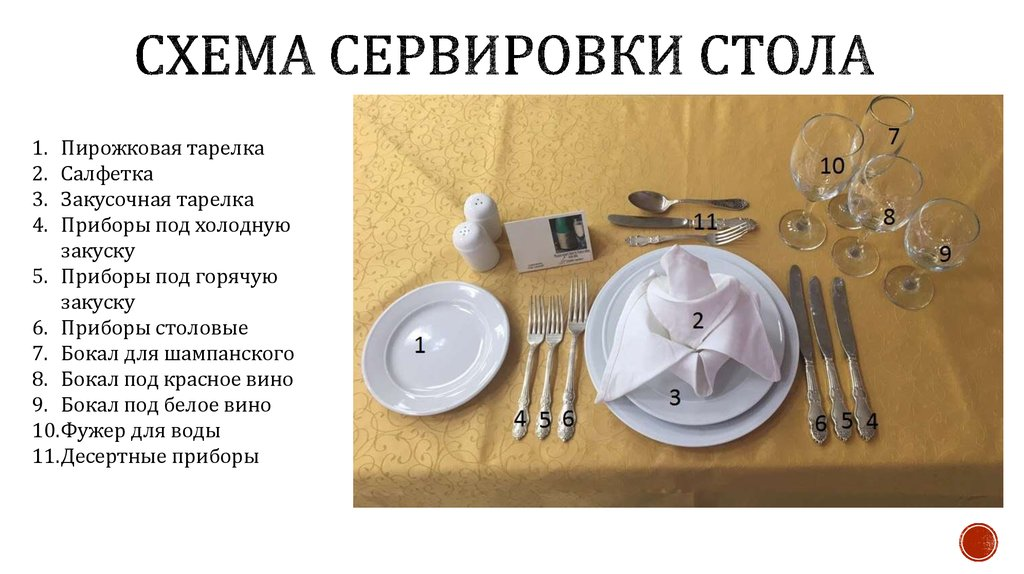 СХЕМА СЕРВИРОВКИ СТОЛА
1. Пирожковая тарелка
2. Салфетка
3. Закусочная тарелка
4. Приборы под холодную
закуску
5. Приборы под горячую
закуску
6. Приборы столовые
7. Бокал для шампанского
8. Бокал под красное вино
9. Бокал под белое вино
10.Фужер для воды
11.Десертные приборы
7
10
11
8
9
2
1
3
4 5 6
6 5 4